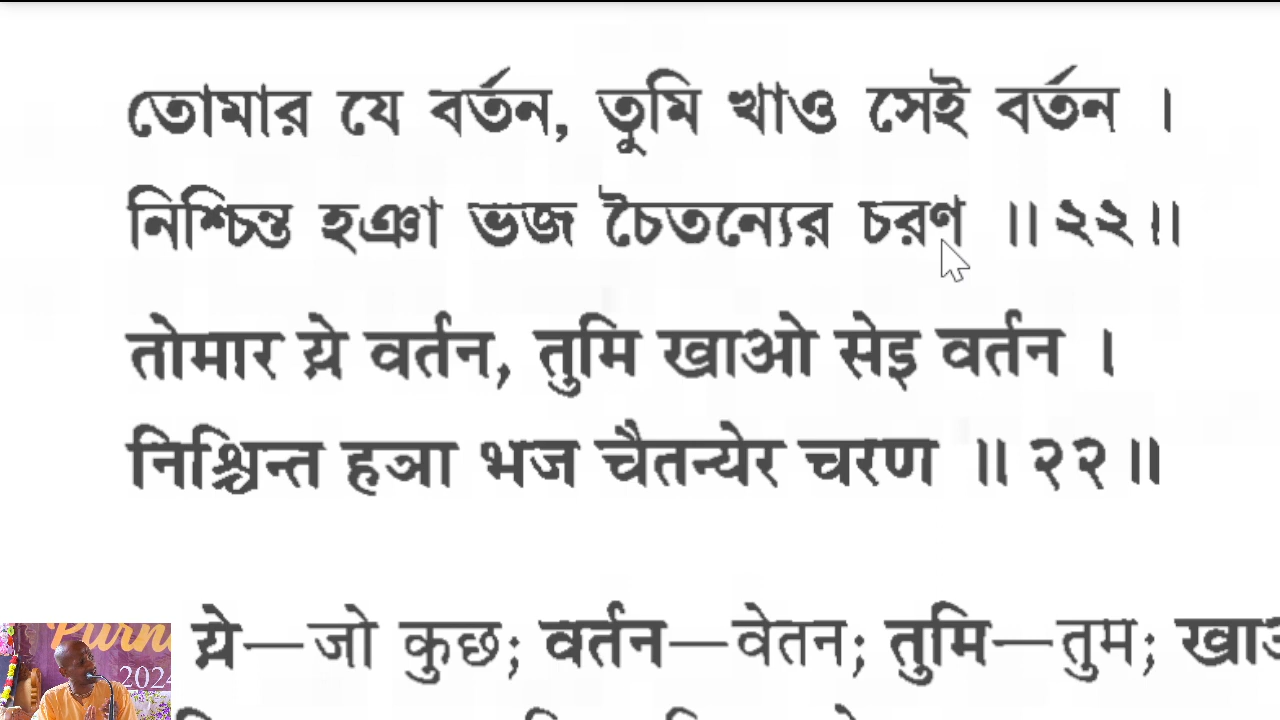 তোমার যে বর্তন, তুমি খাও সেই বর্তন ।
নিশ্চিন্ত হঞা ভজ চৈতন্যের চরণ ॥ ২২ ॥
तोमार य़े वर्तन, तुमि खाओ सेइ वर्तन ।
निश्चिन्त हञा भज चैतन्येर चरण ॥ २२ ॥
य़े—जो कुछ; वर्तन—वेतन; तुमि—तुम;
Purn
2024